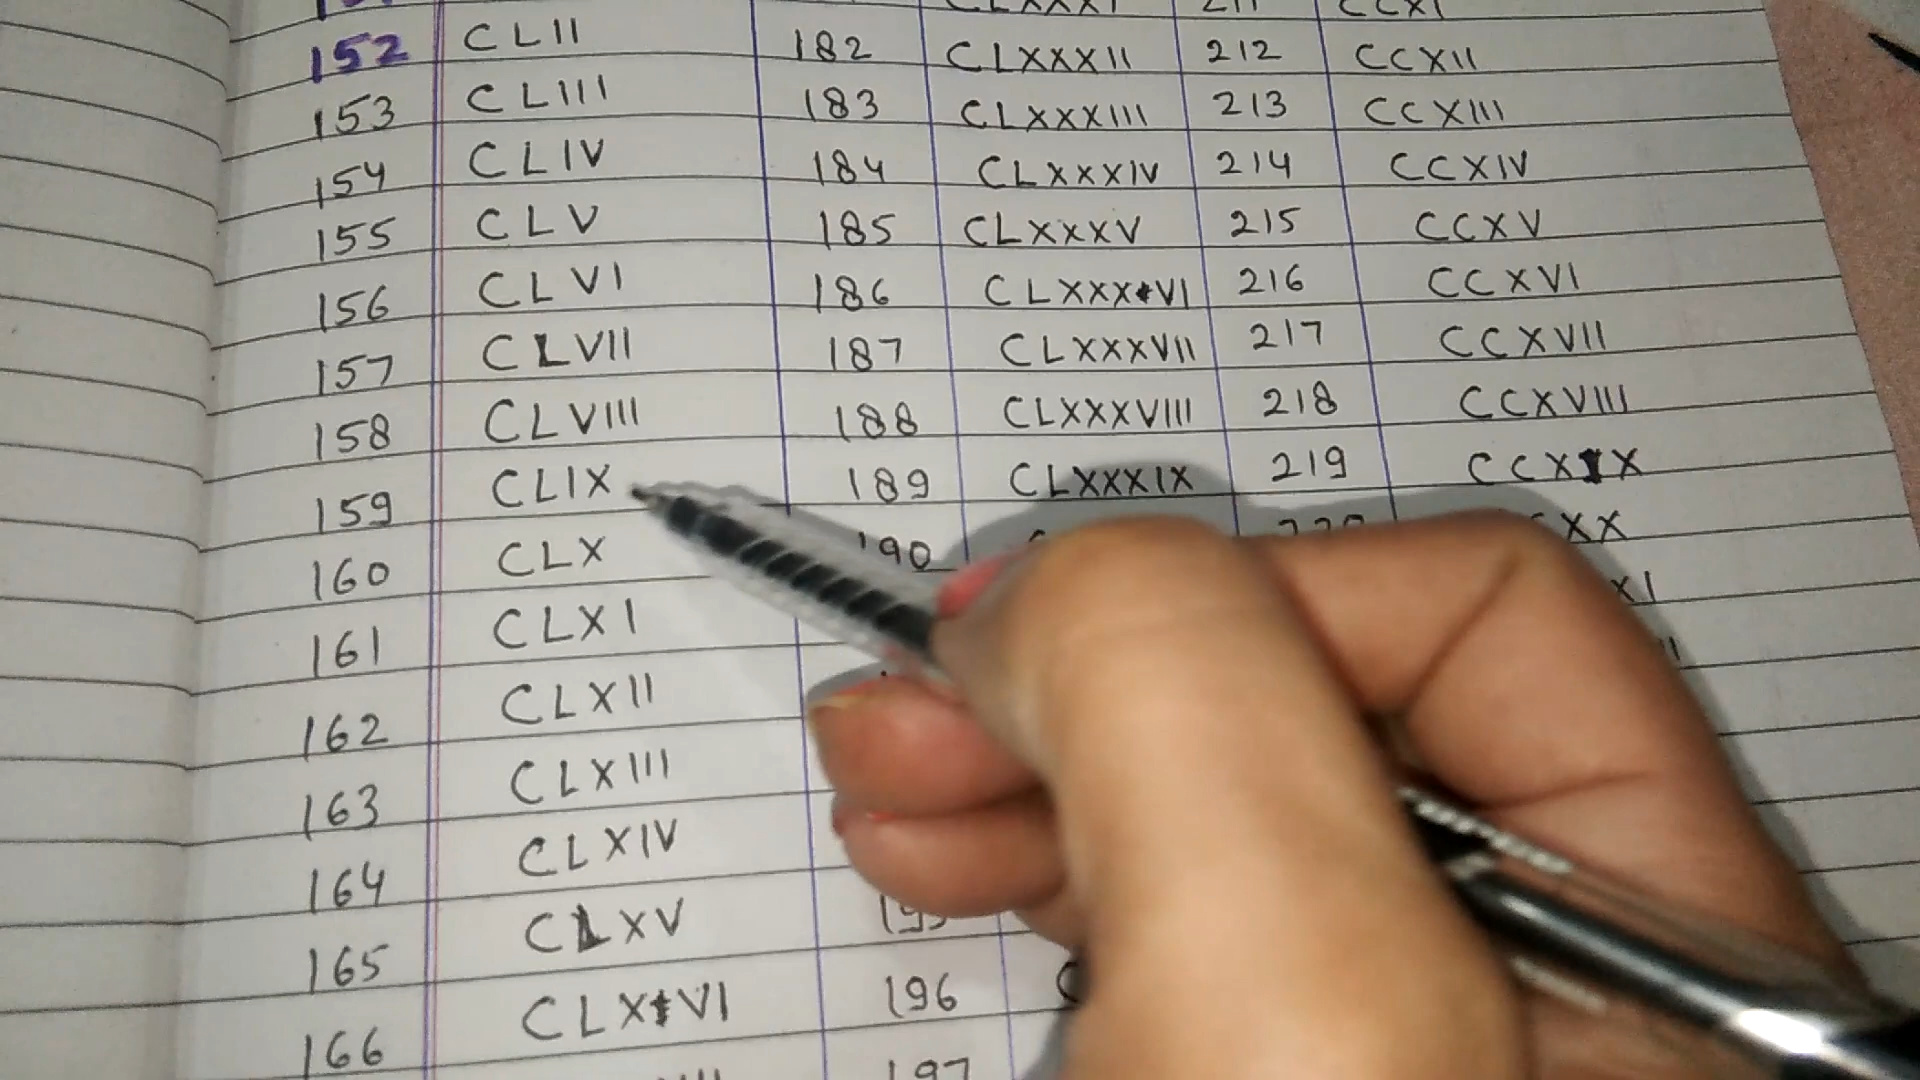 152 CLII 182 CLXXXII 212 CCXII
153 CLIII 183 CLXXXIII 213 CCXIII
154 CLIV 184 CLXXXIV 214 CCXIV
155 CLV 185 CLXXXV 215 CCXV
156 CLVI 186 CLXXXVI 216 CCXVI
157 CLVII 187 CLXXXVII 217 CCXVII
158 CLVIII 188 CLXXXVIII 218 CCXVIII
159 CLIX 189 CLXXXIX 219 CCXIX
160 CLX 190
161 CLXI
162 CLXII
163 CLXIII
164 CLXIV
165 CLXV
166 CLXVI 196
197